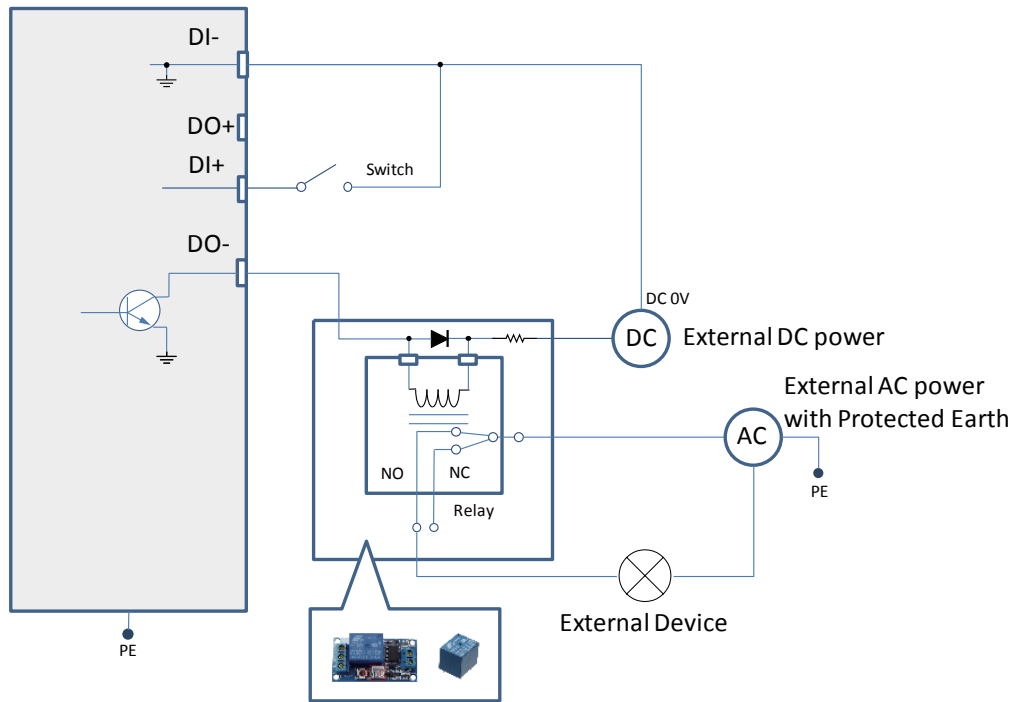 DI-
DO+
DI+
Switch
DO-
DC 0V
DC
External DC power
External AC power
with Protected Earth
AC
NO
NC
PE
Relay
External Device
PE